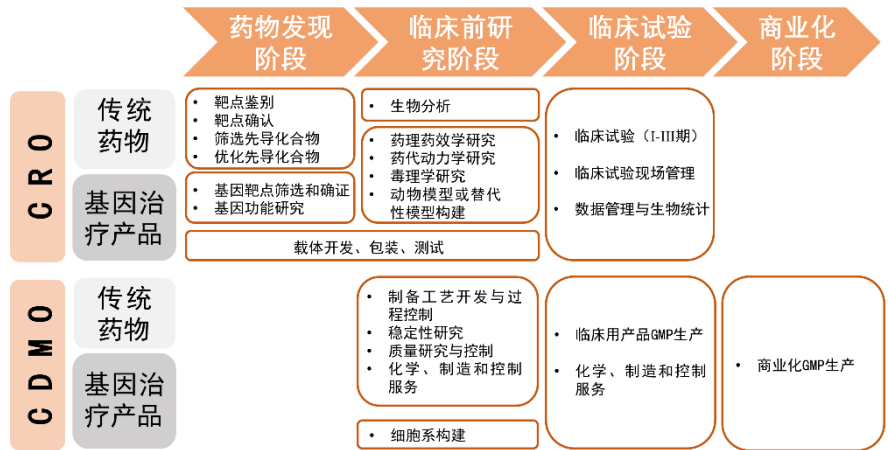 药物发现
阶段
临床前研
究阶段
临床试验
阶段
商业化
阶段
CRO
传统
药物
• 靶点鉴别
• 靶点确认
• 筛选先导化合物
• 优化先导化合物
• 生物分析
• 药理药效学研究
• 药代动力学研究
• 毒理学研究
• 动物模型或替代
性模型构建
• 临床试验（I-III期）
• 临床试验现场管理
• 数据管理与生物统计
基因治
疗产品
• 基因靶点筛选和确证
• 基因功能研究
载体开发、包装、测试
CDMO
传统
药物
• 制备工艺开发与过
程控制
• 稳定性研究
• 质量研究与控制
• 化学、制造和控制
服务
• 临床用产品GMP生产
• 化学、制造和控制
服务
• 商业化GMP生产
基因治
疗产品
• 细胞系构建